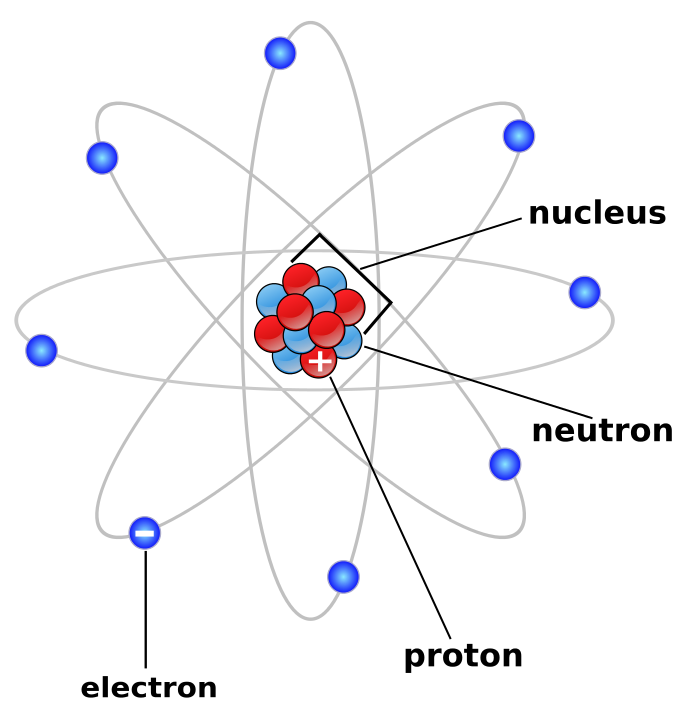 nucleus
neutron
+
−
proton
electron